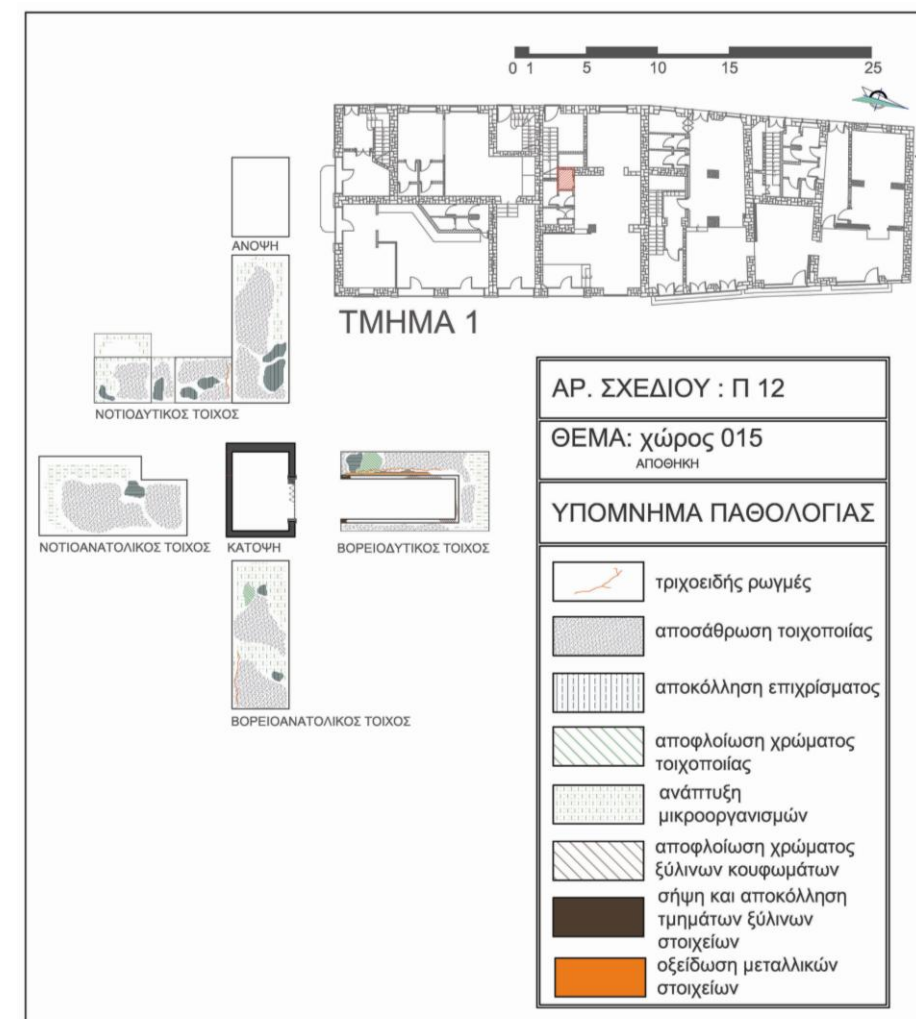 0 1 5 10 15 25
ΤΜΗΜΑ 1
ΑΝΟΨΗ
ΝΟΤΙΟΔΥΤΙΚΟΣ ΤΟΙΧΟΣ
ΝΟΤΙΟΑΝΑΤΟΛΙΚΟΣ ΤΟΙΧΟΣ
ΚΑΤΟΨΗ
ΒΟΡΕΙΟΔΥΤΙΚΟΣ ΤΟΙΧΟΣ
ΒΟΡΕΙΟΑΝΑΤΟΛΙΚΟΣ ΤΟΙΧΟΣ
ΑΡ. ΣΧΕΔΙΟΥ : Π 12
ΘΕΜΑ: χώρος 015
ΑΠΟΘΗΚΗ
ΥΠΟΜΝΗΜΑ ΠΑΘΟΛΟΓΙΑΣ
τριχοειδής ρωγμές
αποσάθρωση τοιχοποιίας
αποκόλληση επιχρίσματος
αποφλοίωση χρώματος
τοιχοποιίας
ανάπτυξη
μικροοργανισμών
αποφλοίωση χρώματος
ξύλινων κουφωμάτων
σήψη και αποκόλληση
τμημάτων ξύλινων
στοιχείων
οξείδωση μεταλλικών
στοιχείων